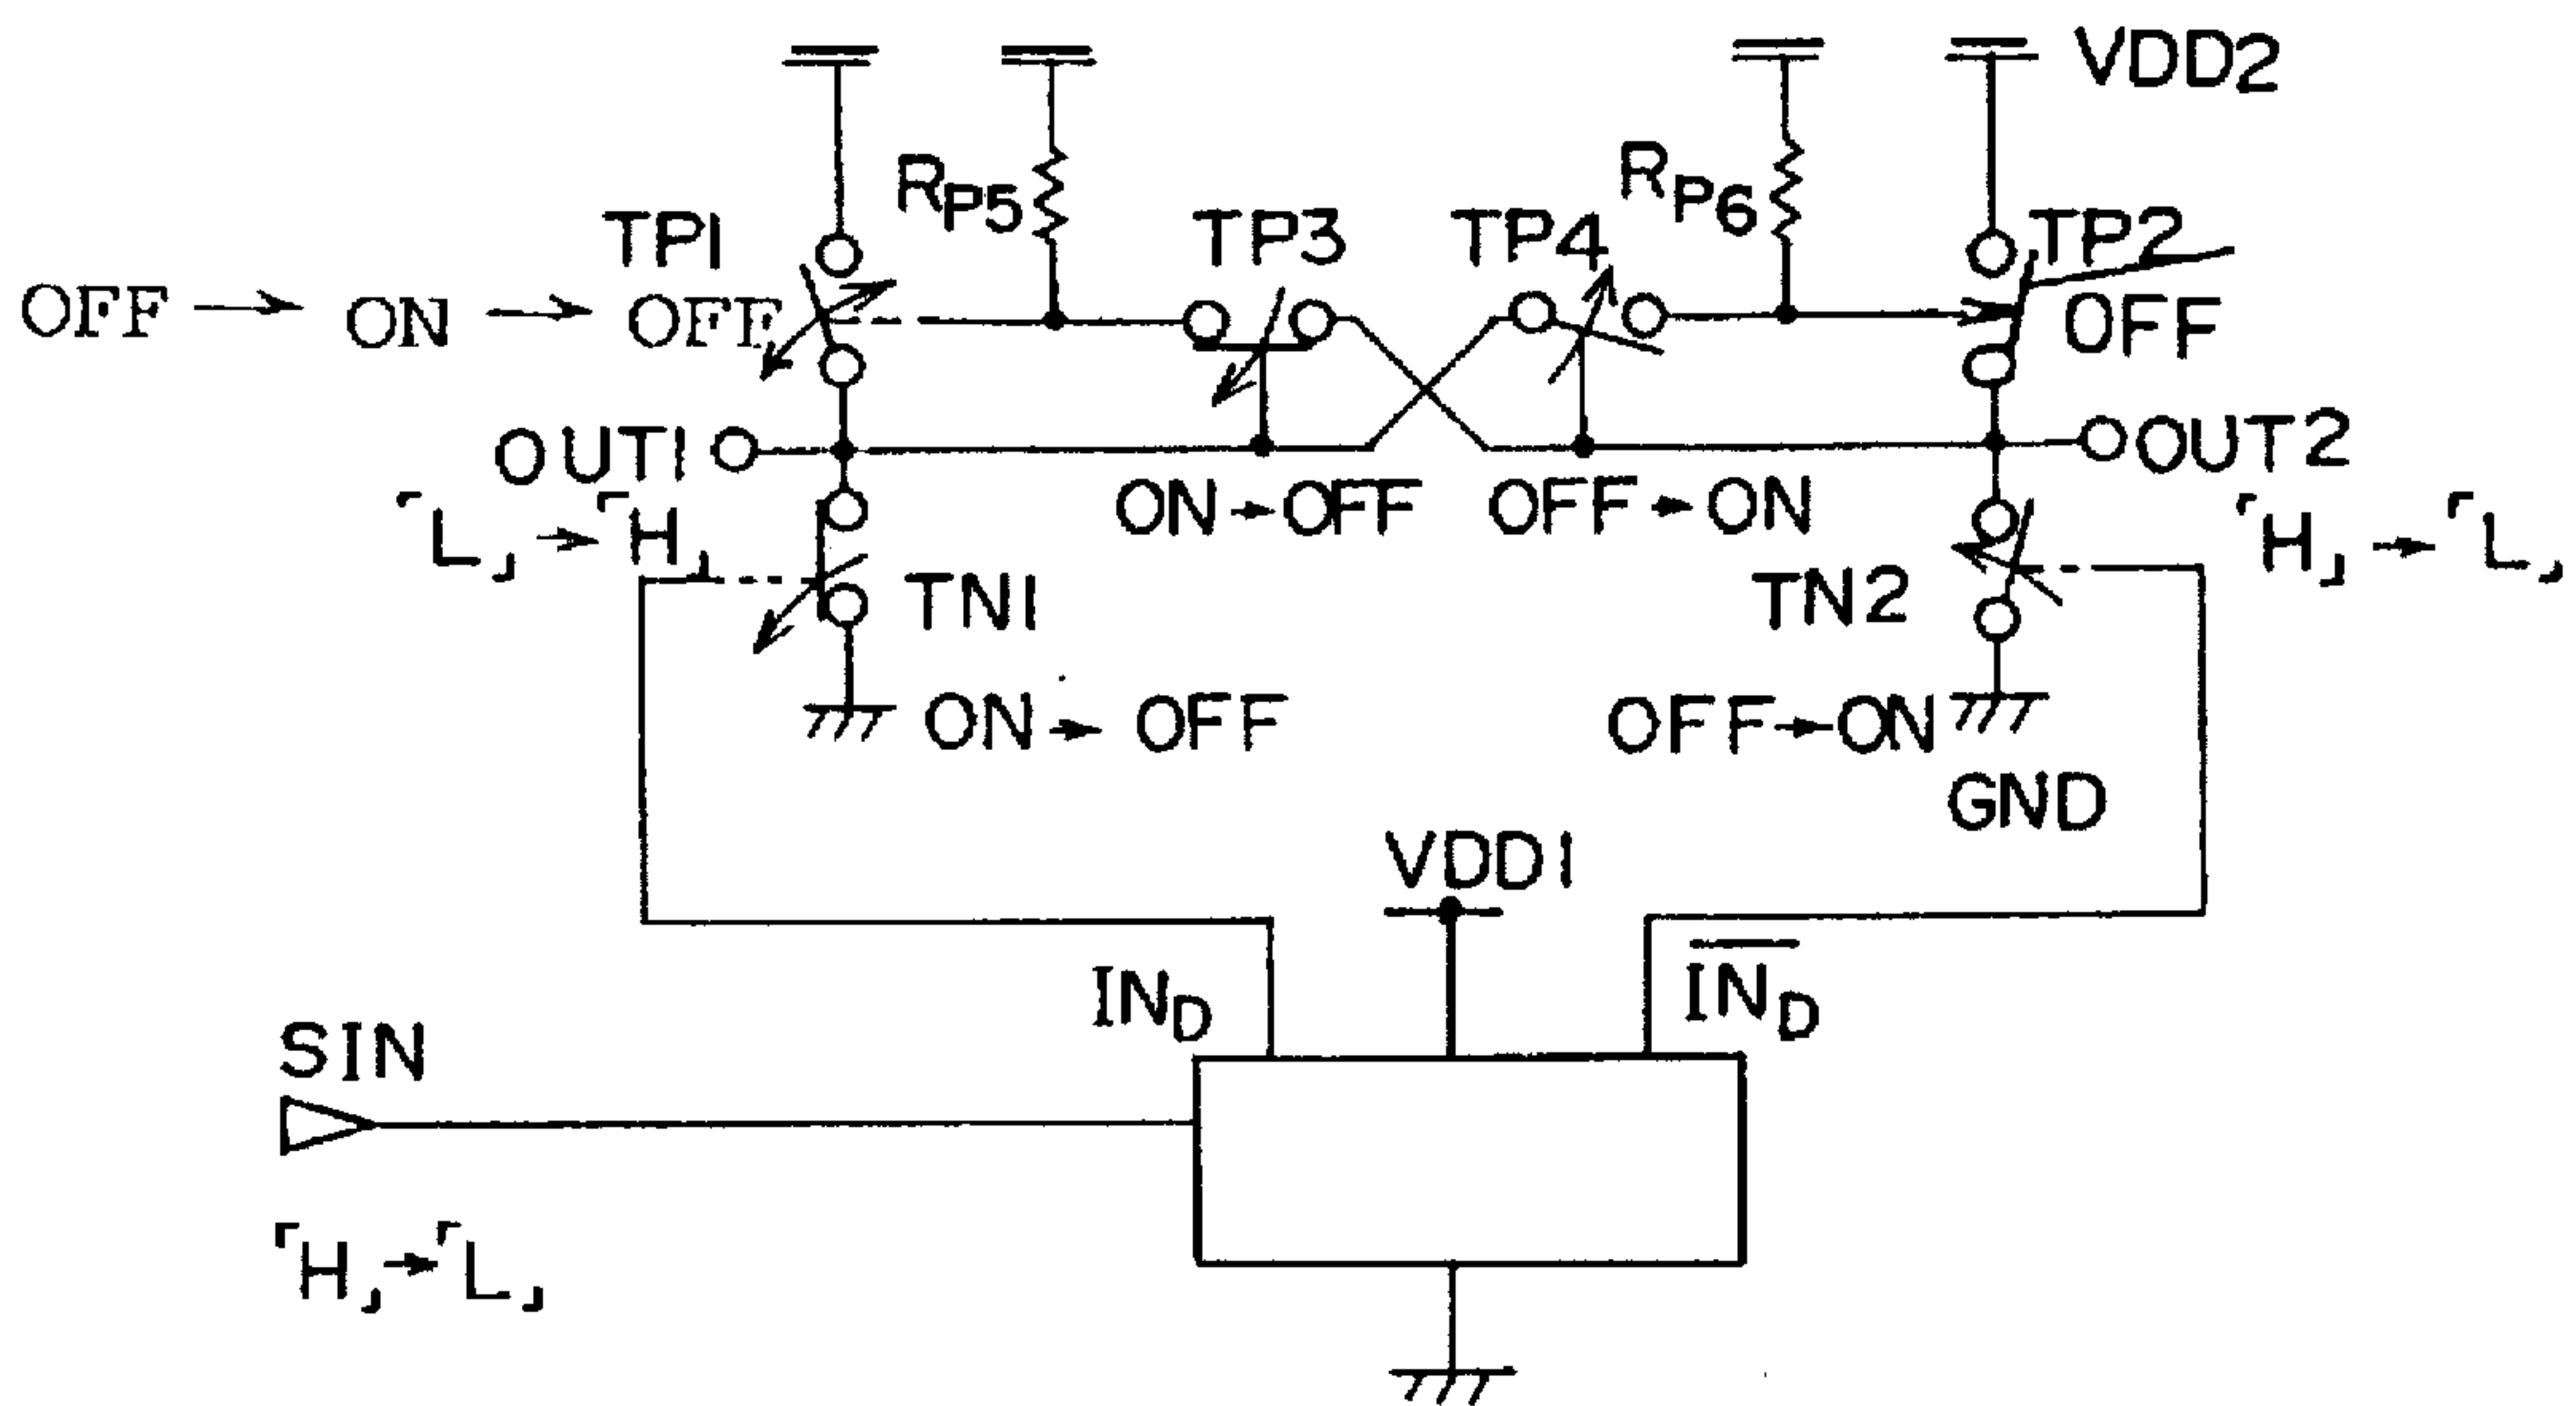 VDD2
RP5
RP6
TP1
TP3
TP4
TP2
OFF → ON → OFF
OFF
OUT1
OUT2
ON → OFF
OFF → ON
「L」 → 「H」
「H」 → 「L」
TN1
TN2
ON → OFF
OFF → ON
GND
VDD1
IND
IND
SIN
「H」 → 「L」